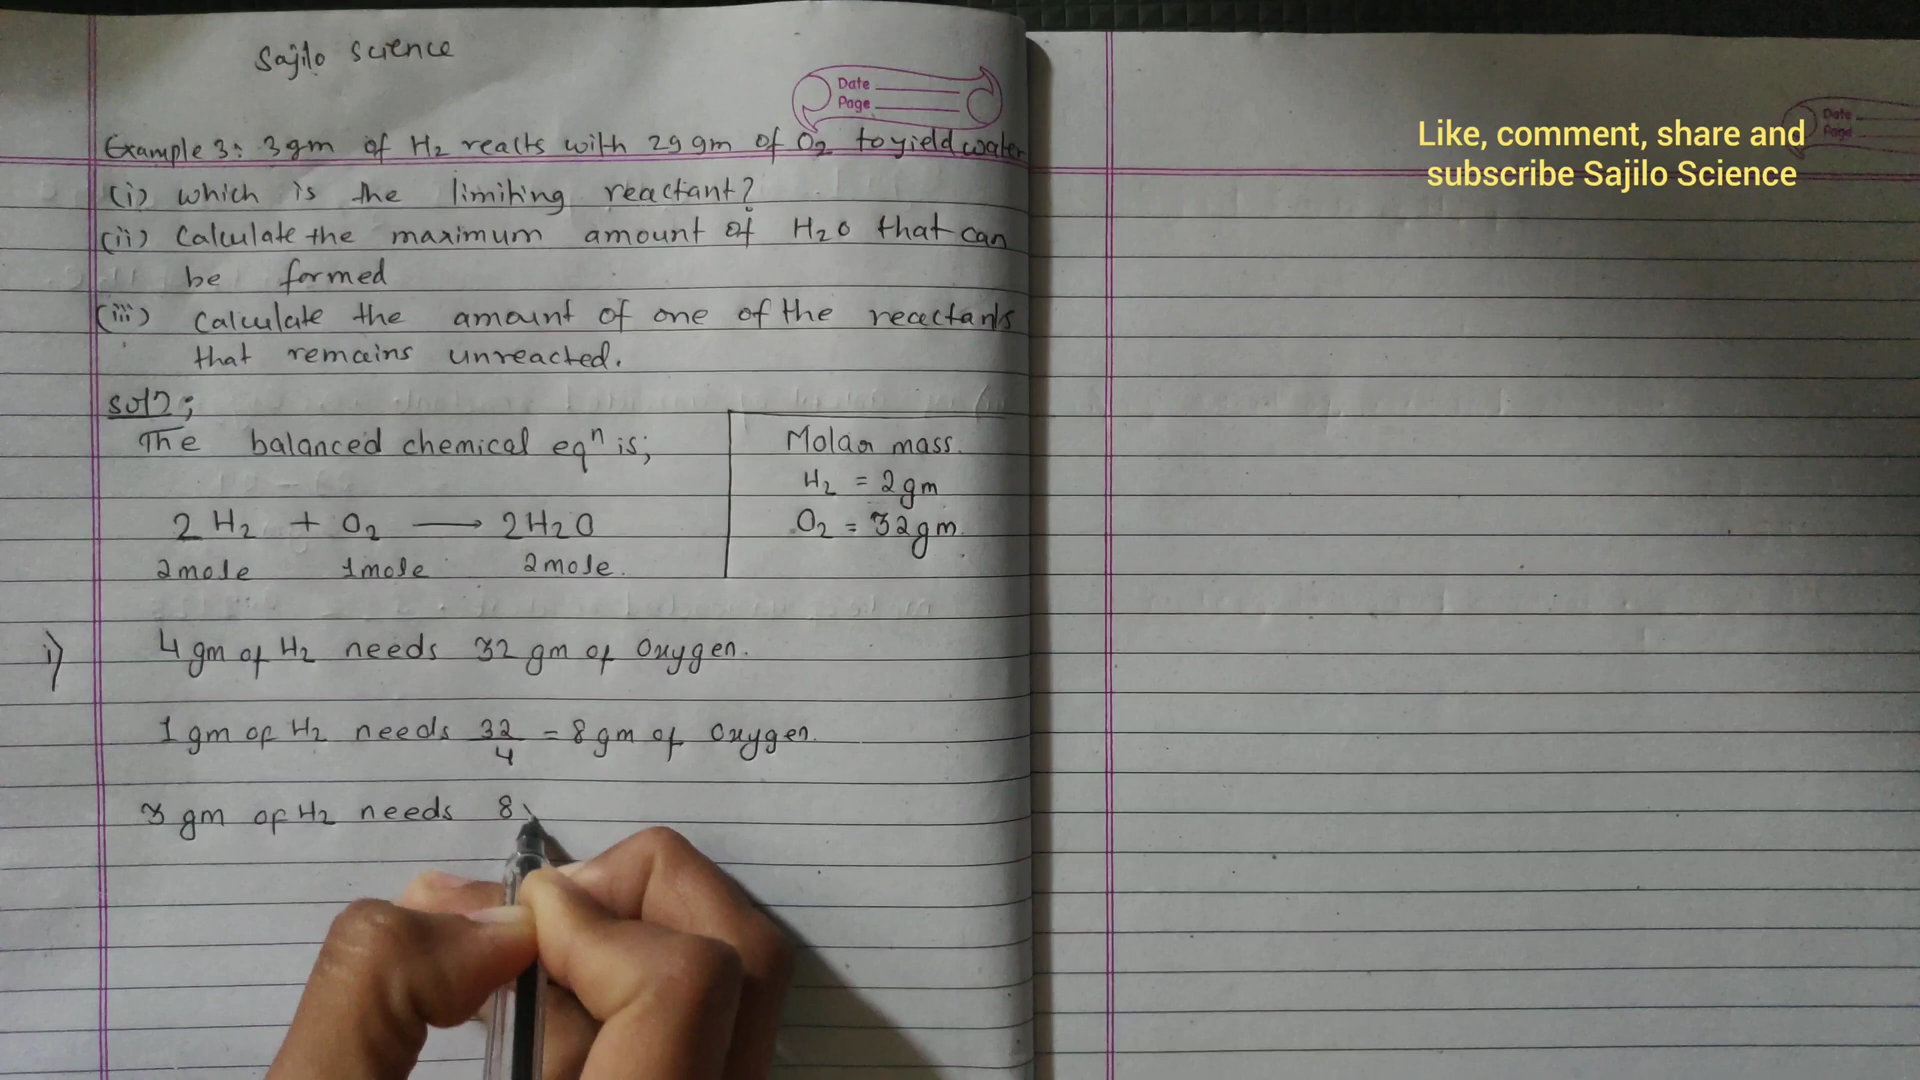 Sajilo Science
Date
Page
Example 3: 3gm of H2 reacts with 29gm of O2 to yield water
(i) which is the limiting reactant?
(ii) Calculate the maximum amount of H2O that can
be formed
(iii) Calculate the amount of one of the reactants
that remains unreacted.
Solⁿ;
The balanced chemical eqⁿ is;
2H2 + O2 ⟶ 2H2O
2mole 1mole 2mole.
Molar mass.
H2 = 2gm
O2 = 32gm.
i) 4 gm of H2 needs 32 gm of Oxygen.
1 gm of H2 needs 32/4 = 8 gm of Oxygen.
3 gm of H2 needs 8
Date
Page
Like, comment, share and
subscribe Sajilo Science